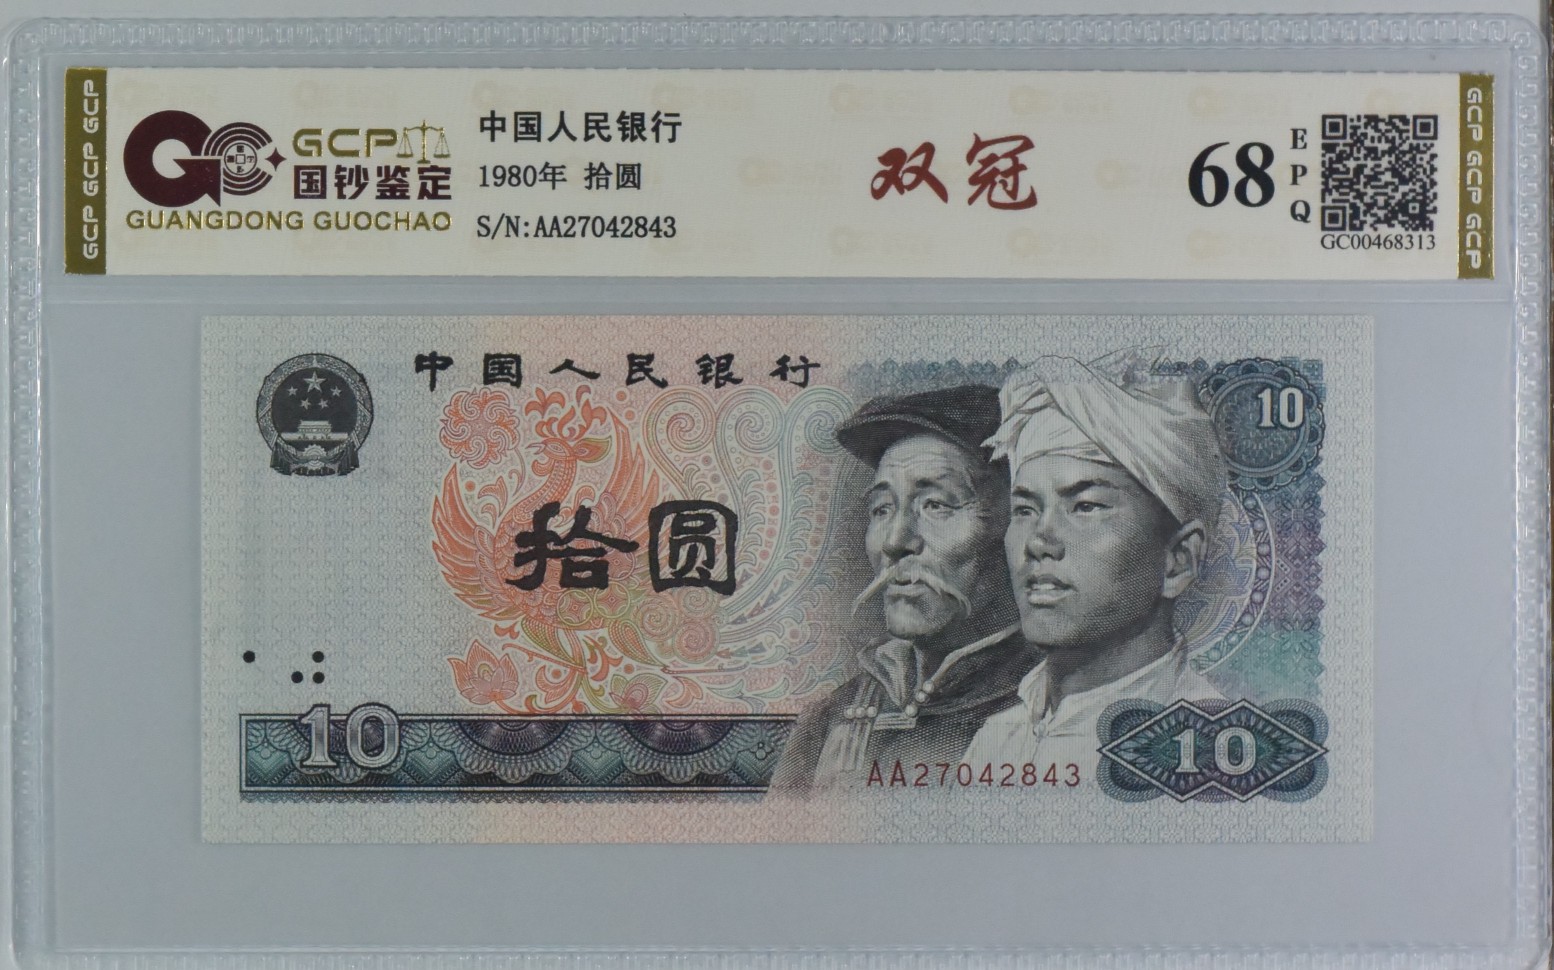 GCP GCP GCP
GCP
国钞鉴定
GUANGDONG GUOCHAO
中国人民银行
1980年 拾圆
S/N:AA27042843
双冠
68
EPQ
GC00468313
GCP GCP GCP
中国人民银行
10
拾圆
10
AA27042843
10